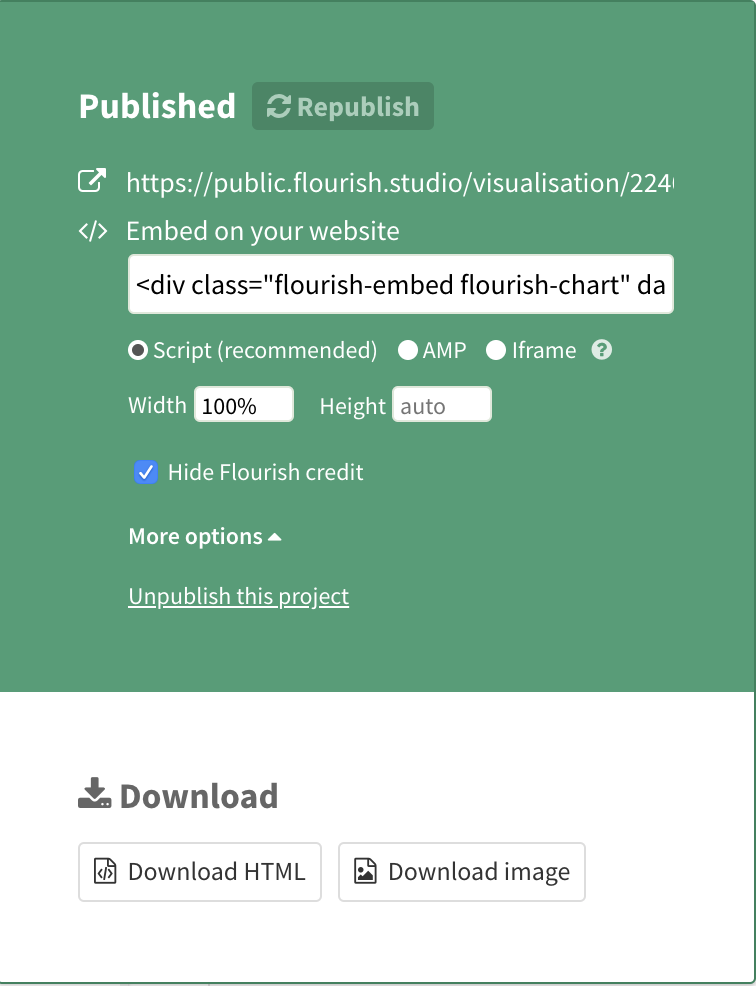 Published Republish
https://public.flourish.studio/visualisation/224
</> Embed on your website
<div class="flourish-embed flourish-chart" da
Script (recommended) AMP Iframe ?
Width 100% Height auto
Hide Flourish credit
More options
Unpublish this project
Download
Download HTML Download image